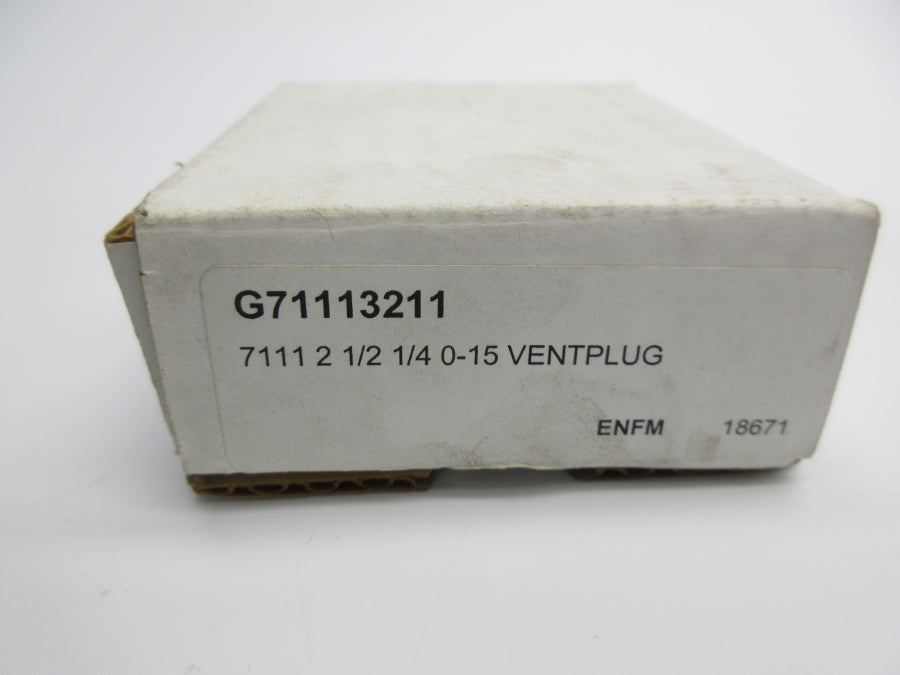 G71113211
7111 2 1/2 1/4 0-15 VENTPLUG
ENFM 18671